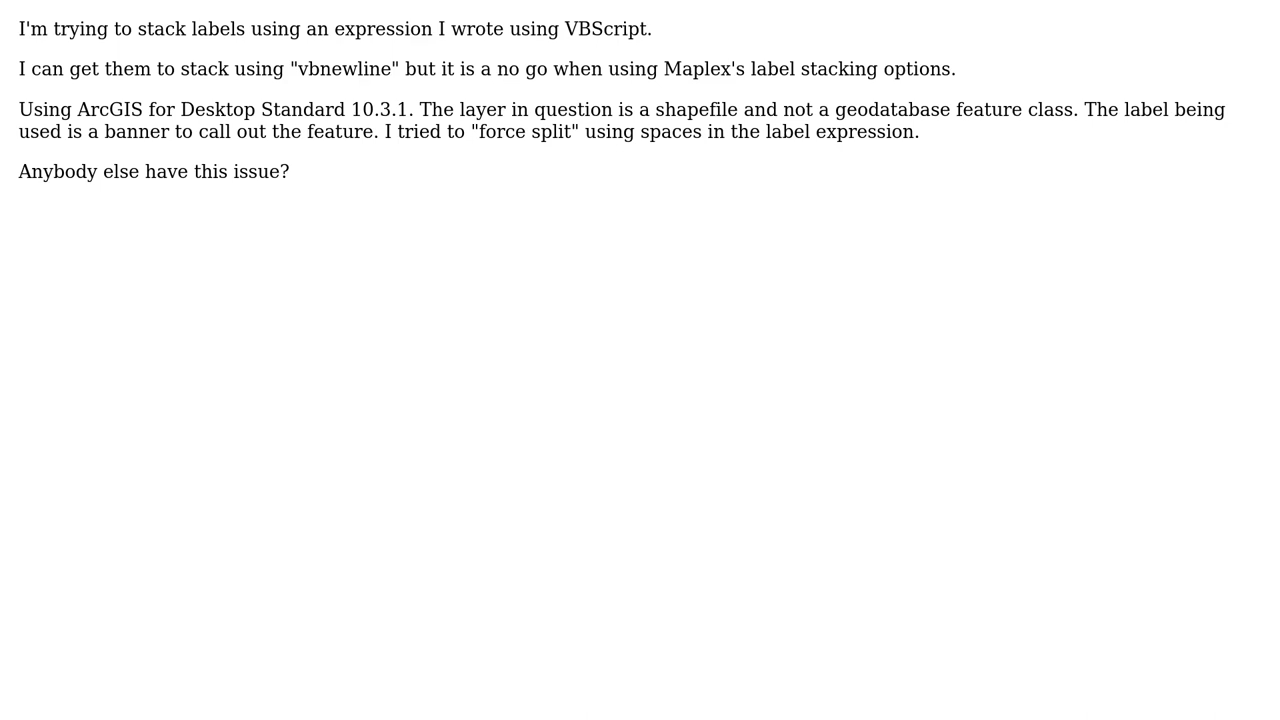 I'm trying to stack labels using an expression I wrote using VBScript.
I can get them to stack using "vbnewline" but it is a no go when using Maplex's label stacking options.
Using ArcGIS for Desktop Standard 10.3.1. The layer in question is a shapefile and not a geodatabase feature class. The label being
used is a banner to call out the feature. I tried to "force split" using spaces in the label expression.
Anybody else have this issue?